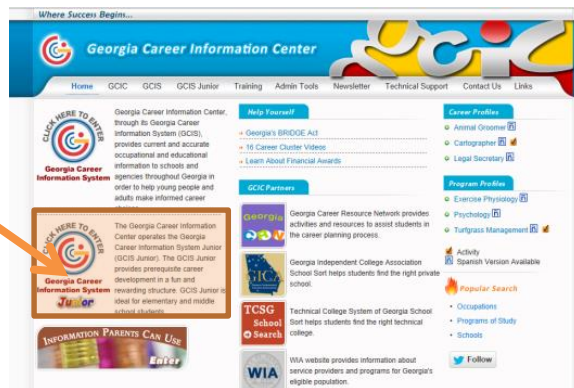 Where Success Begins...
Georgia Career Information Center
gcic
Home GCIC GCIS GCIS Junior Training Admin Tools Newsletter Technical Support Contact Us Links
CLICK HERE TO ENTER
Georgia Career
Information System
Georgia Career Information Center,
through its Georgia Career
Information System (GCIS),
provides current and accurate
occupational and educational
information to schools and
agencies throughout Georgia in
order to help young people and
adults make informed career
choices.
CLICK HERE TO ENTER
Georgia Career
Information System
Junior
The Georgia Career Information
Center operates the Georgia
Career Information System Junior
(GCIS Junior). The GCIS Junior
provides prerequisite career
development in a fun and
rewarding structure. GCIS Junior is
ideal for elementary and middle
school students.
INFORMATION PARENTS CAN USE
Enter
Help Yourself
Georgia's BRIDGE Act
16 Career Cluster Videos
Learn About Financial Awards
GCIC Partners
Georgia
Georgia Career Resource Network provides
activities and resources to assist students in
the career planning process.
GICA
Georgia Independent College Association
School Sort helps students find the right private
school.
TCSG
School
Search
Technical College System of Georgia School
Sort helps students find the right technical
college.
WIA
WIA website provides information about
service providers and programs for Georgia's
eligible population.
Career Profiles
Animal Groomer
Cartographer
Legal Secretary
Program Profiles
Exercise Physiology
Psychology
Turfgrass Management
Activity
Spanish Version Available
Popular Search
Occupations
Programs of Study
Schools
Follow